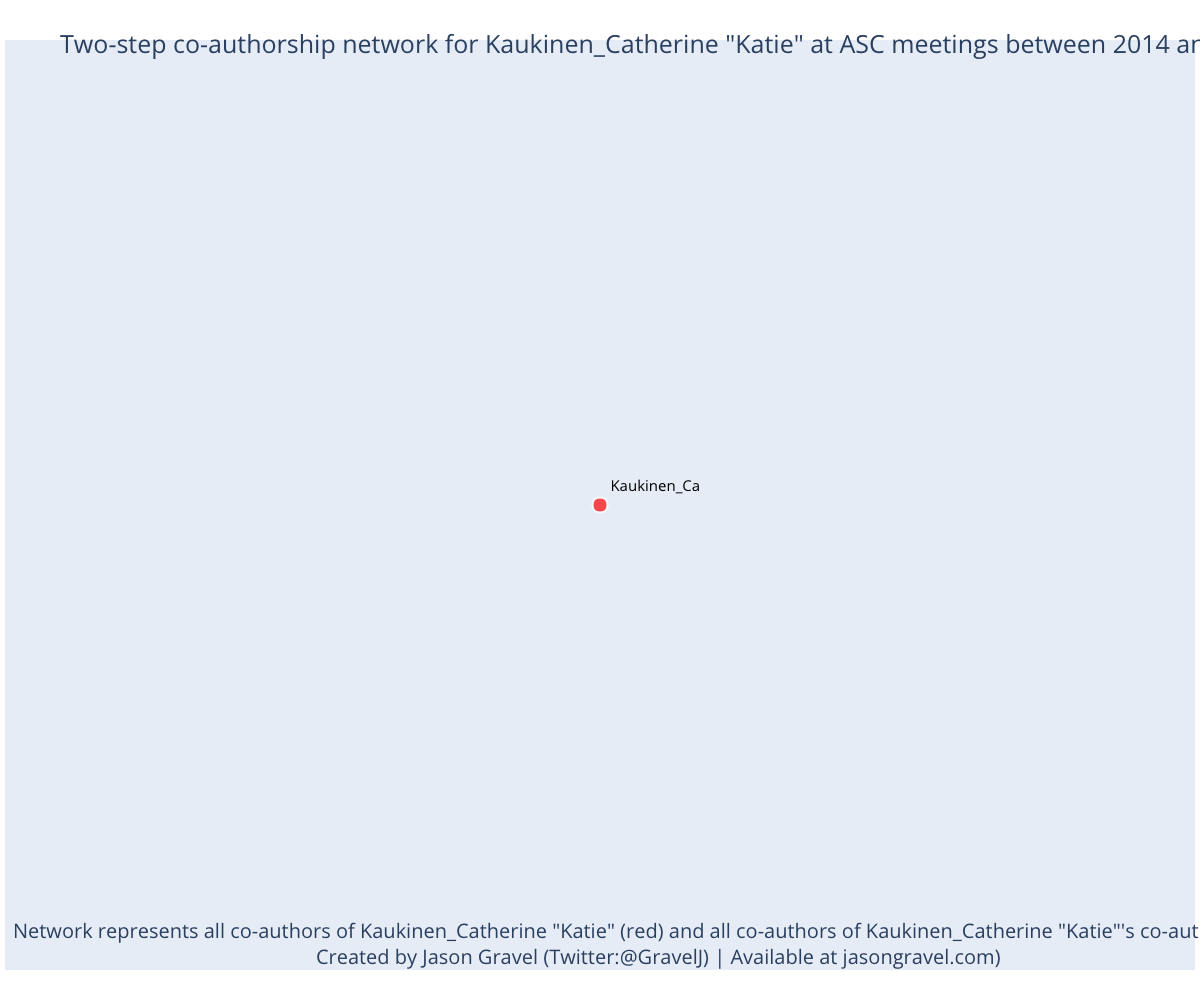 Two-step co-authorship network for Kaukinen_Catherine "Katie" at ASC meetings between 2014 ar
Kaukinen_Ca
Network represents all co-authors of Kaukinen_Catherine "Katie" (red) and all co-authors of Kaukinen_Catherine "Katie"'s co-aut
Created by Jason Gravel (Twitter:@GravelJ) | Available at jasongravel.com)